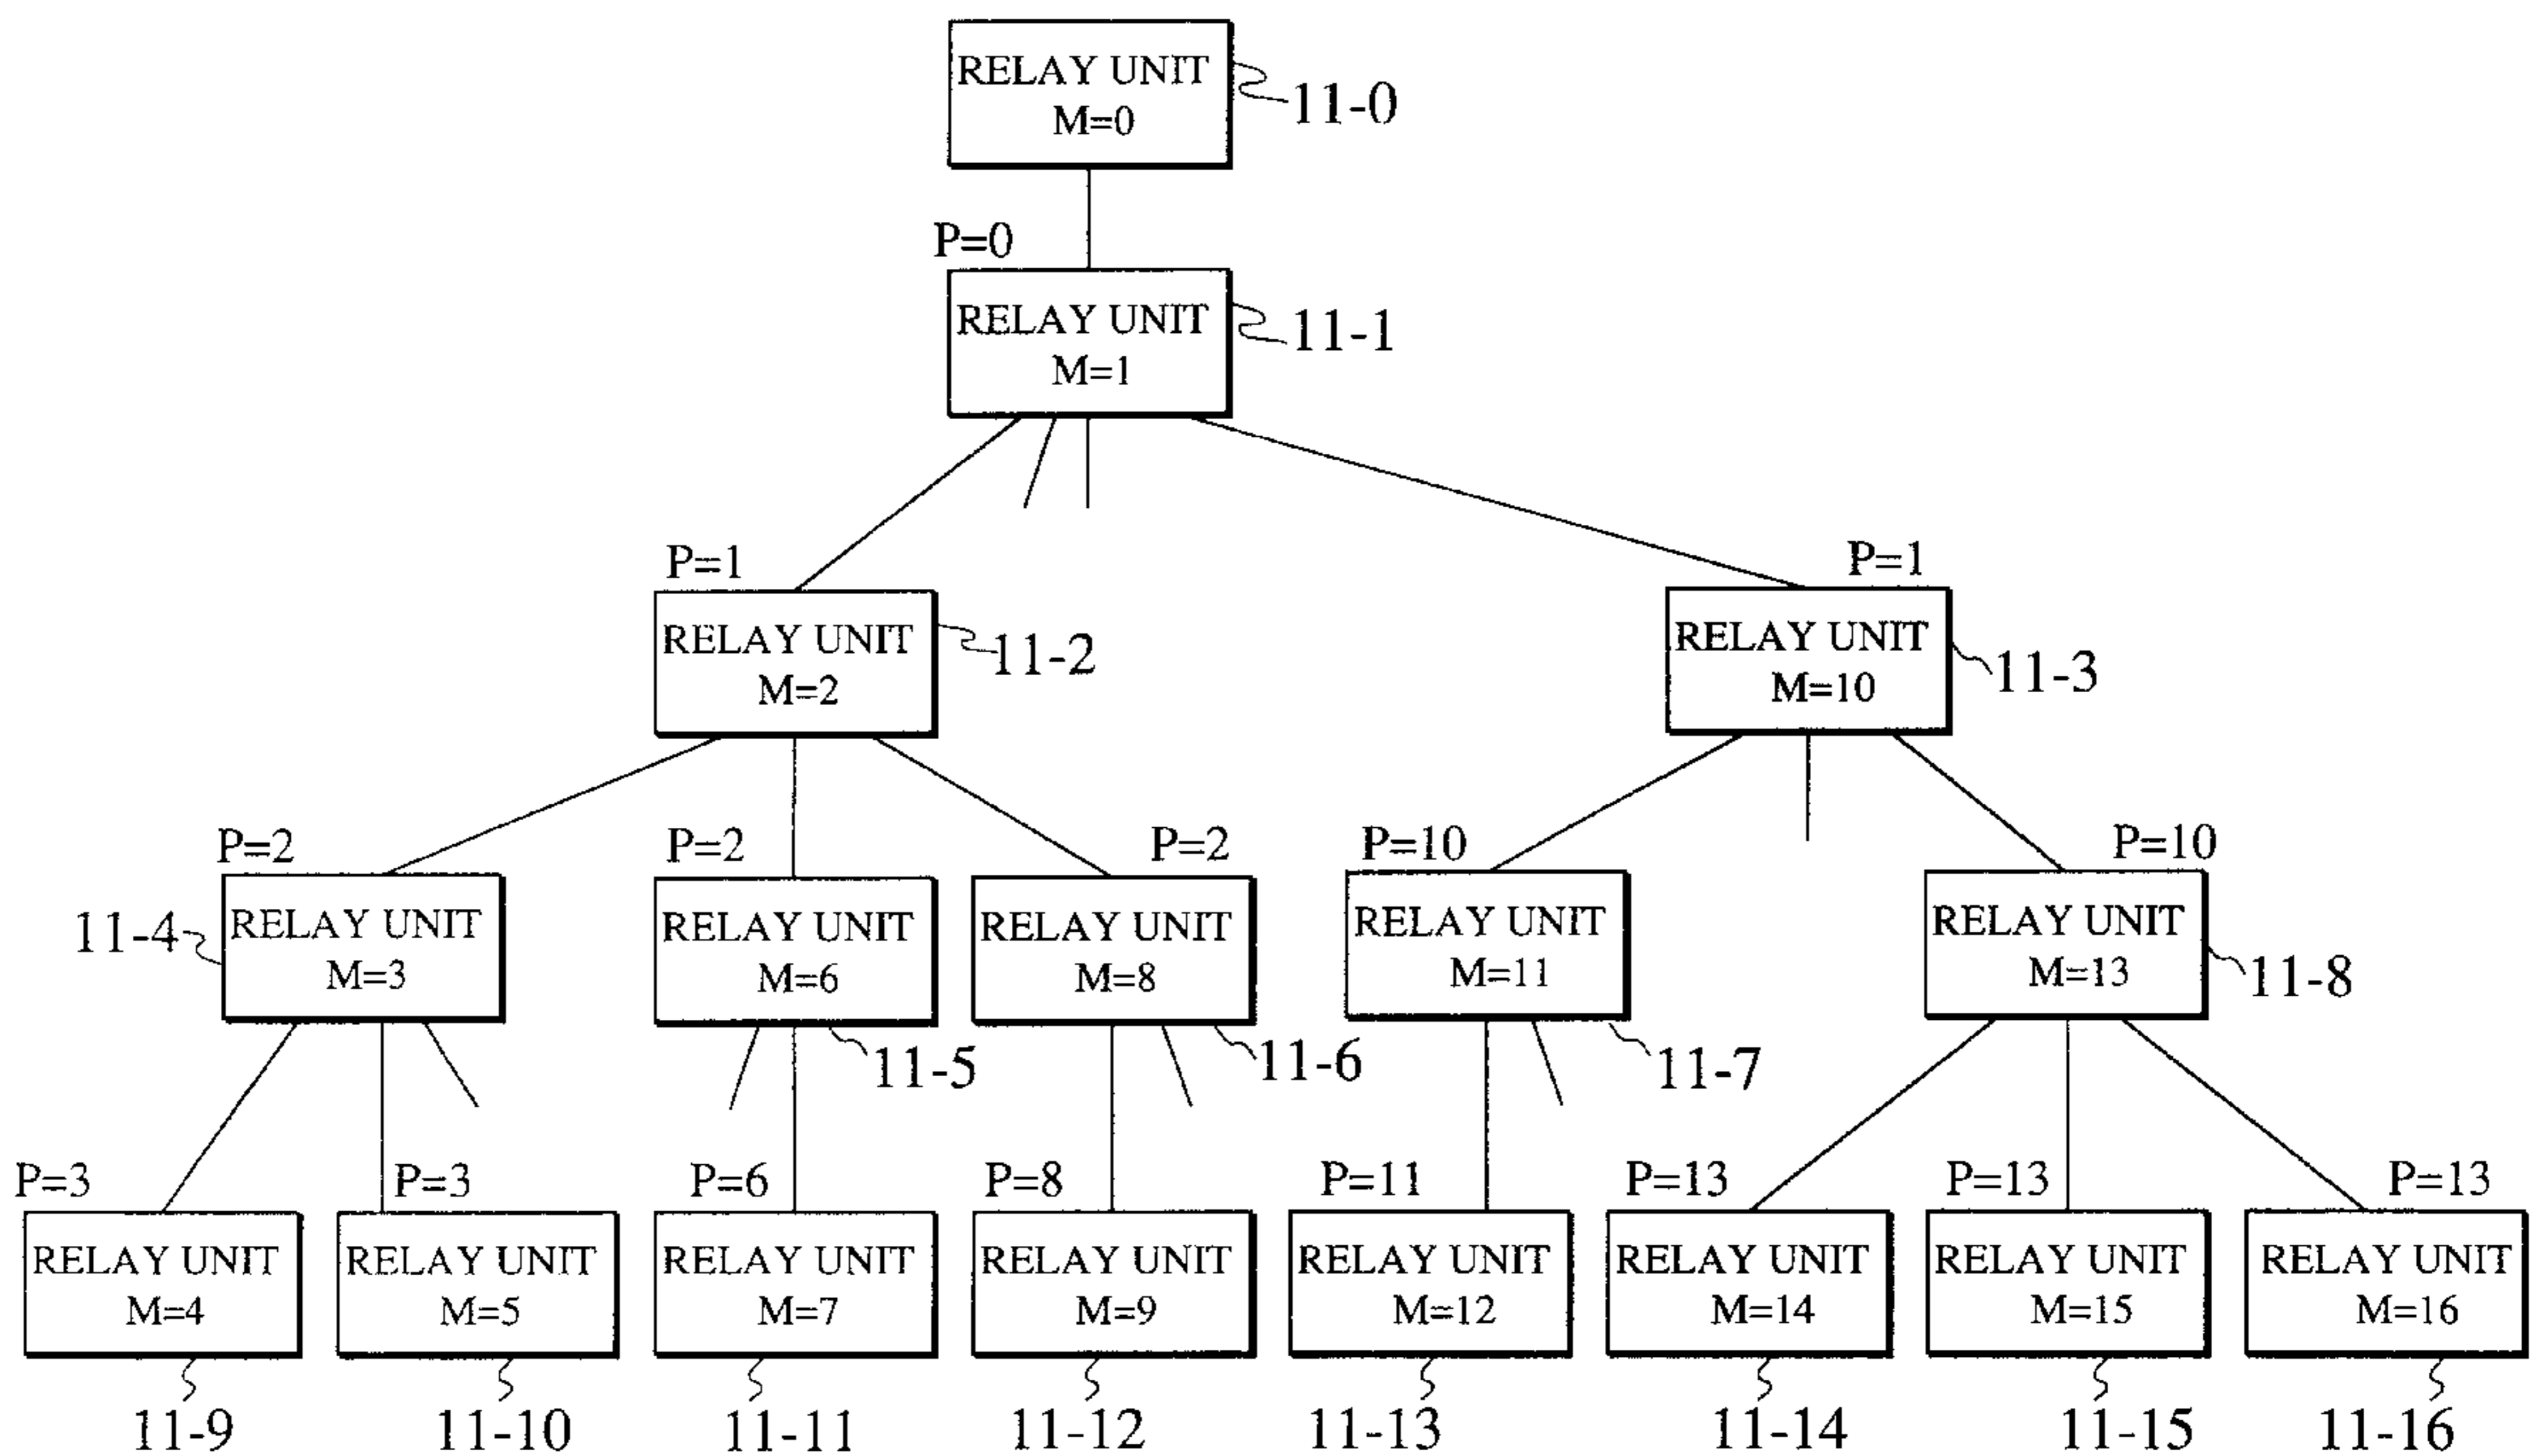 RELAY UNIT
M=0
11-0
P=0
RELAY UNIT
M=1
11-1
P=1
RELAY UNIT
M=2
11-2
P=1
RELAY UNIT
M=10
11-3
P=2
RELAY UNIT
M=3
11-4
P=2
RELAY UNIT
M=6
11-5
P=2
RELAY UNIT
M=8
11-6
P=10
RELAY UNIT
M=11
11-7
P=10
RELAY UNIT
M=13
11-8
P=3
RELAY UNIT
M=4
11-9
P=3
RELAY UNIT
M=5
11-10
P=6
RELAY UNIT
M=7
11-11
P=8
RELAY UNIT
M=9
11-12
P=11
RELAY UNIT
M=12
11-13
P=13
RELAY UNIT
M=14
11-14
P=13
RELAY UNIT
M=15
11-15
P=13
RELAY UNIT
M=16
11-16